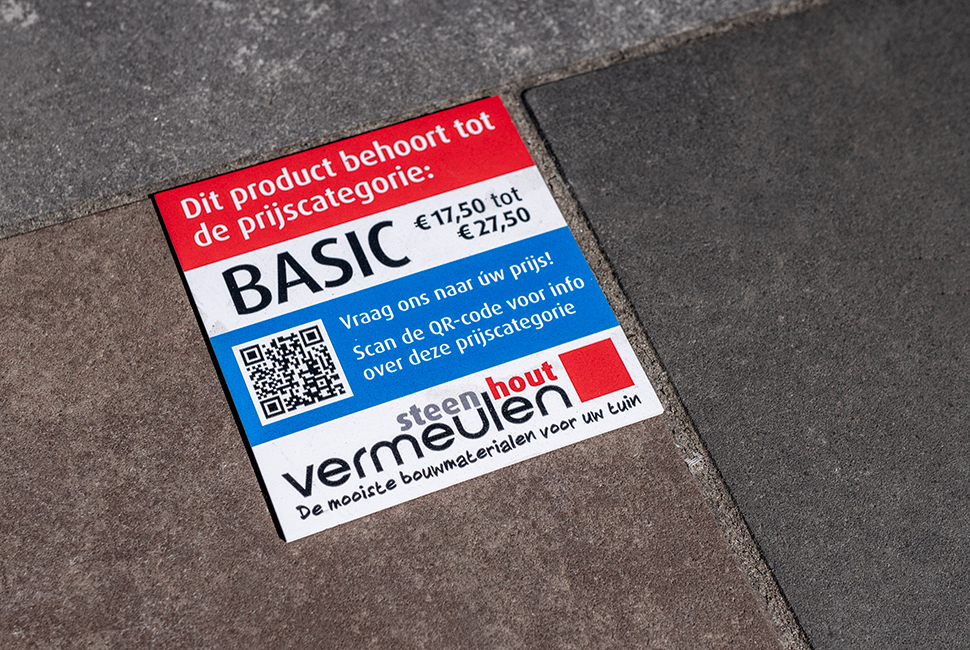 Dit product behoort tot
de prijscategorie:
BASIC
€ 17,50 tot
€ 27,50
Vraag ons naar úw prijs!
Scan de QR-code voor info
over deze prijscategorie
steen hout
vermeulen
De mooiste bouwmaterialen voor uw tuin